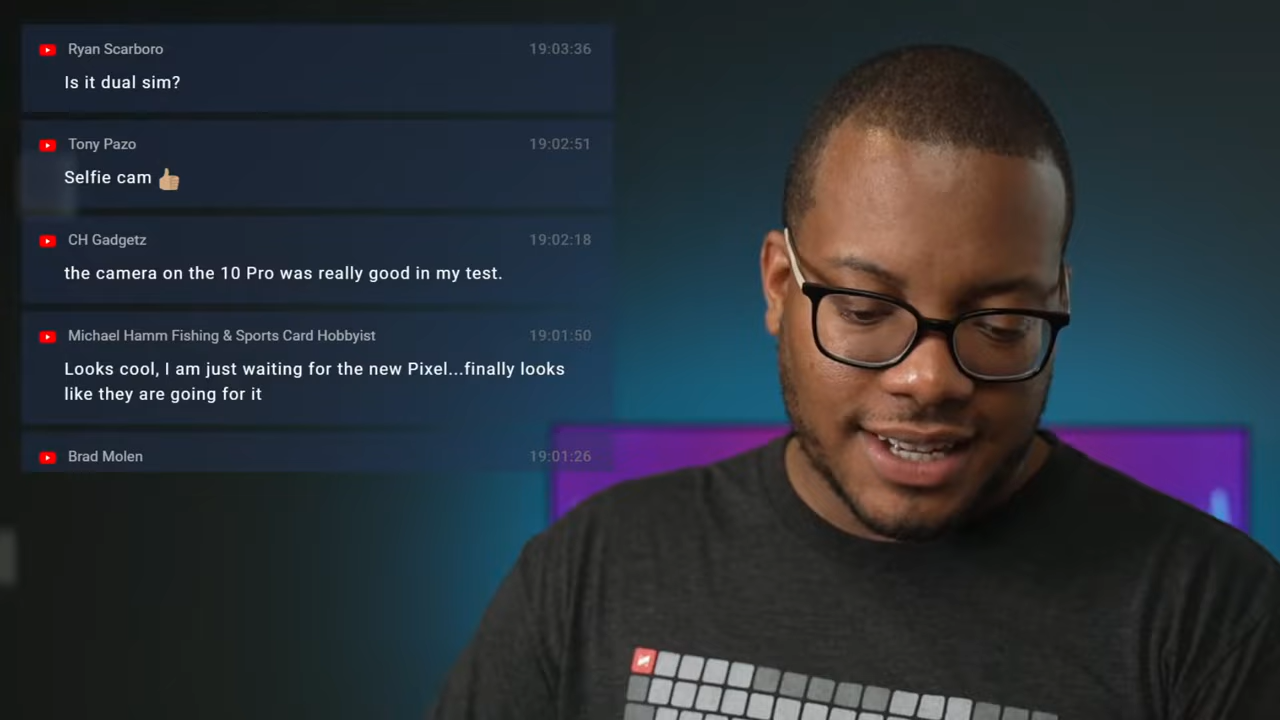 Ryan Scarboro 19:03:36
Is it dual sim?
Tony Pazo 19:02:51
Selfie cam 👍🏼
CH Gadgetz 19:02:18
the camera on the 10 Pro was really good in my test.
Michael Hamm Fishing & Sports Card Hobbyist 19:01:50
Looks cool, I am just waiting for the new Pixel...finally looks
like they are going for it
Brad Molen 19:01:26